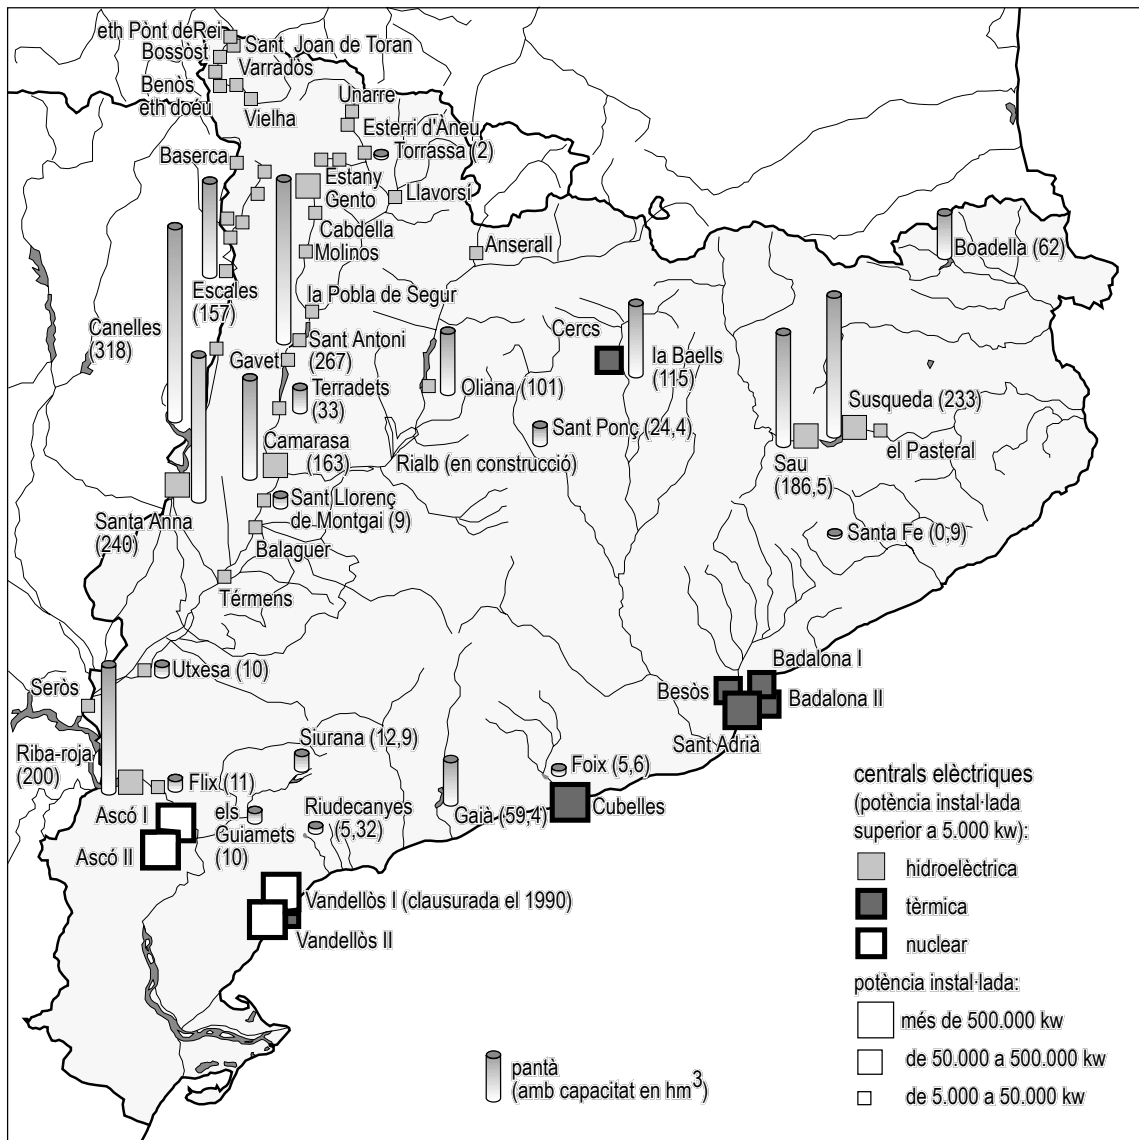 eth Pònt deRei
Bossòst
Sant Joan de Toran
Varradòs
Benòs
eth doéu
Vielha
Unarre
Esterri d'Àneu
Torrassa (2)
Baserca
Estany
Gento
Llavorsí
Cabdella
Molinos
Anserall
Boadella (62)
Escales
(157)
la Pobla de Segur
Canelles
(318)
Sant Antoni
(267)
Gavet
Cercs
la Baells
(115)
Terradets
(33)
Oliana (101)
Susqueda (233)
Sant Ponç (24,4)
el Pasteral
Camarasa
(163)
Rialb (en construcció)
Sau
(186,5)
Sant Llorenç
de Montgai (9)
Santa Anna
(240)
Santa Fe (0,9)
Balaguer
Térmens
Utxesa (10)
Seròs
Badalona I
Besòs
Badalona II
Sant Adrià
Riba-roja
(200)
Siurana (12,9)
Flix (11)
Foix (5,6)
Ascó I
els
Guiamets
(10)
Riudecanyes
(5,32)
Gaià (59,4)
Cubelles
Ascó II
Vandellòs I (clausurada el 1990)
Vandellòs II
centrals elèctriques
(potència instal·lada
superior a 5.000 kw):
hidroelèctrica
tèrmica
nuclear
potència instal·lada:
més de 500.000 kw
de 50.000 a 500.000 kw
de 5.000 a 50.000 kw
pantà
(amb capacitat en hm³)